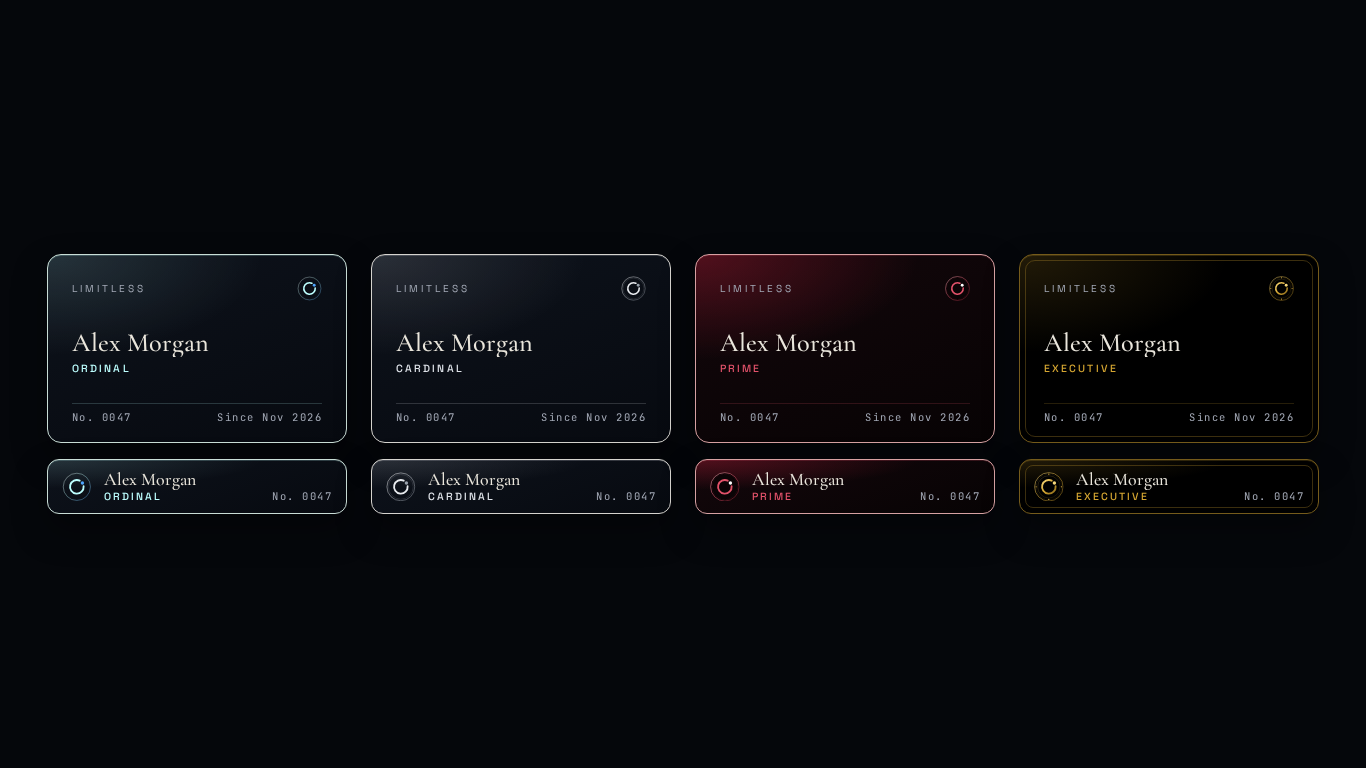 LIMITLESS
Alex Morgan
ORDINAL
No. 0047 Since Nov 2026
LIMITLESS
Alex Morgan
CARDINAL
No. 0047 Since Nov 2026
LIMITLESS
Alex Morgan
PRIME
No. 0047 Since Nov 2026
LIMITLESS
Alex Morgan
EXECUTIVE
No. 0047 Since Nov 2026
Alex Morgan
ORDINAL No. 0047
Alex Morgan
CARDINAL No. 0047
Alex Morgan
PRIME No. 0047
Alex Morgan
EXECUTIVE No. 0047